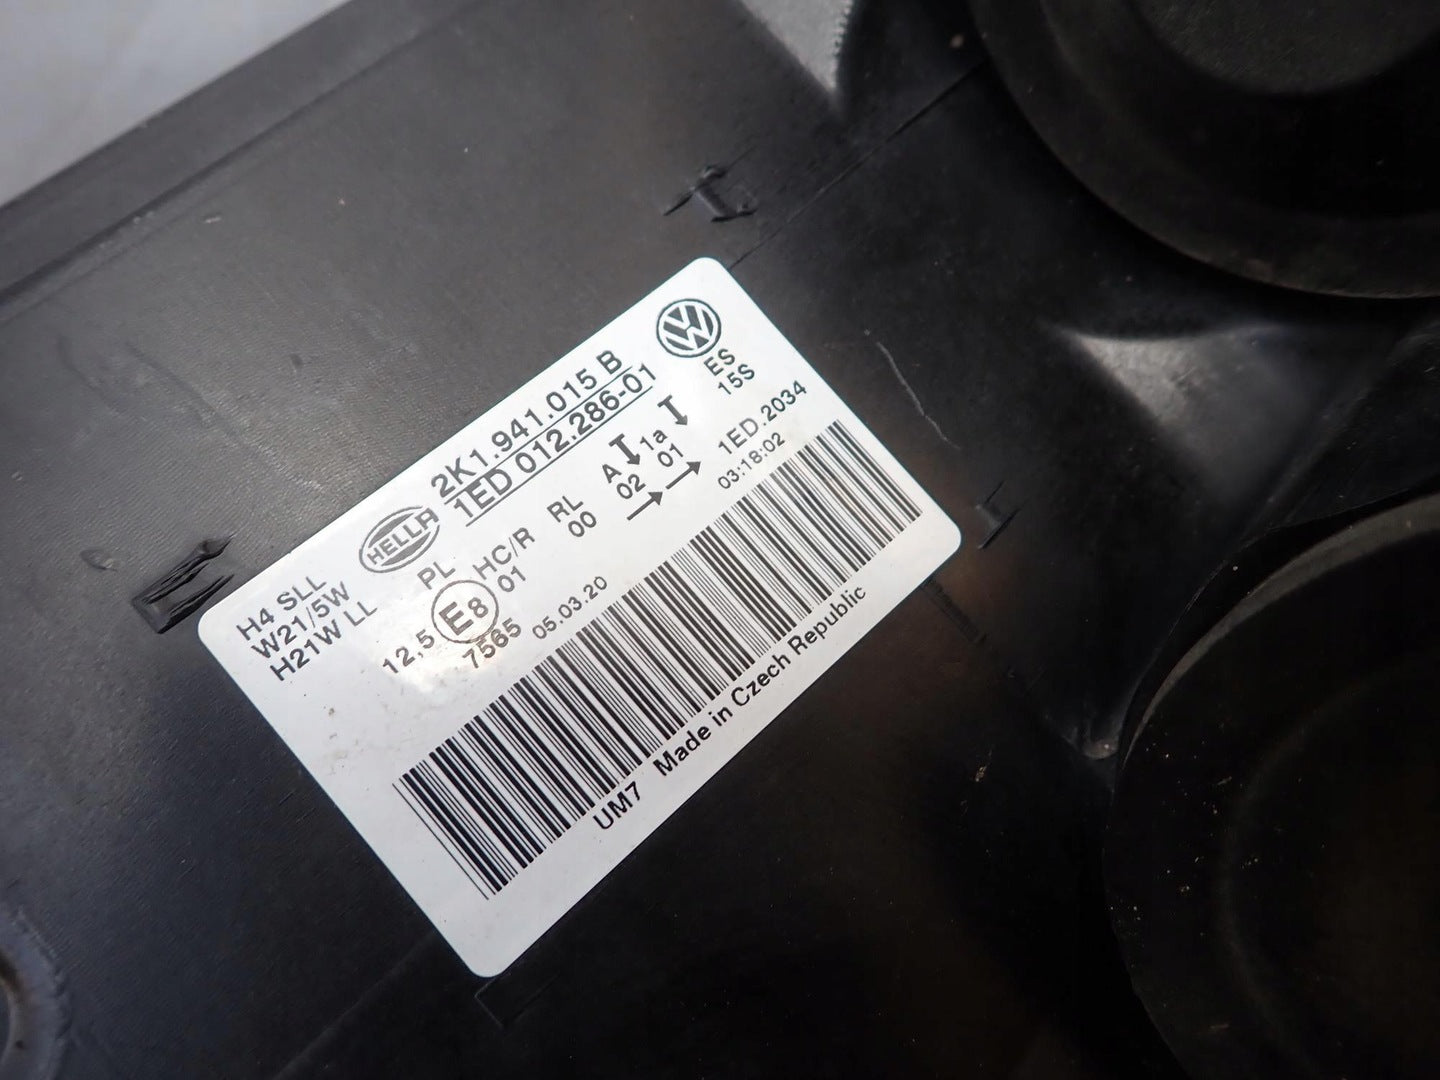 HELLA
2K1.941.015 B
1ED 012.286-01
VW
ES
15S
H4 SLL
W21/5W
H21W LL
PL HC/R RL A 1a
12,5 E8 01 00 02 01
7565
05.03.20
1ED.2034
03:18:02
UM7 Made in Czech Republic